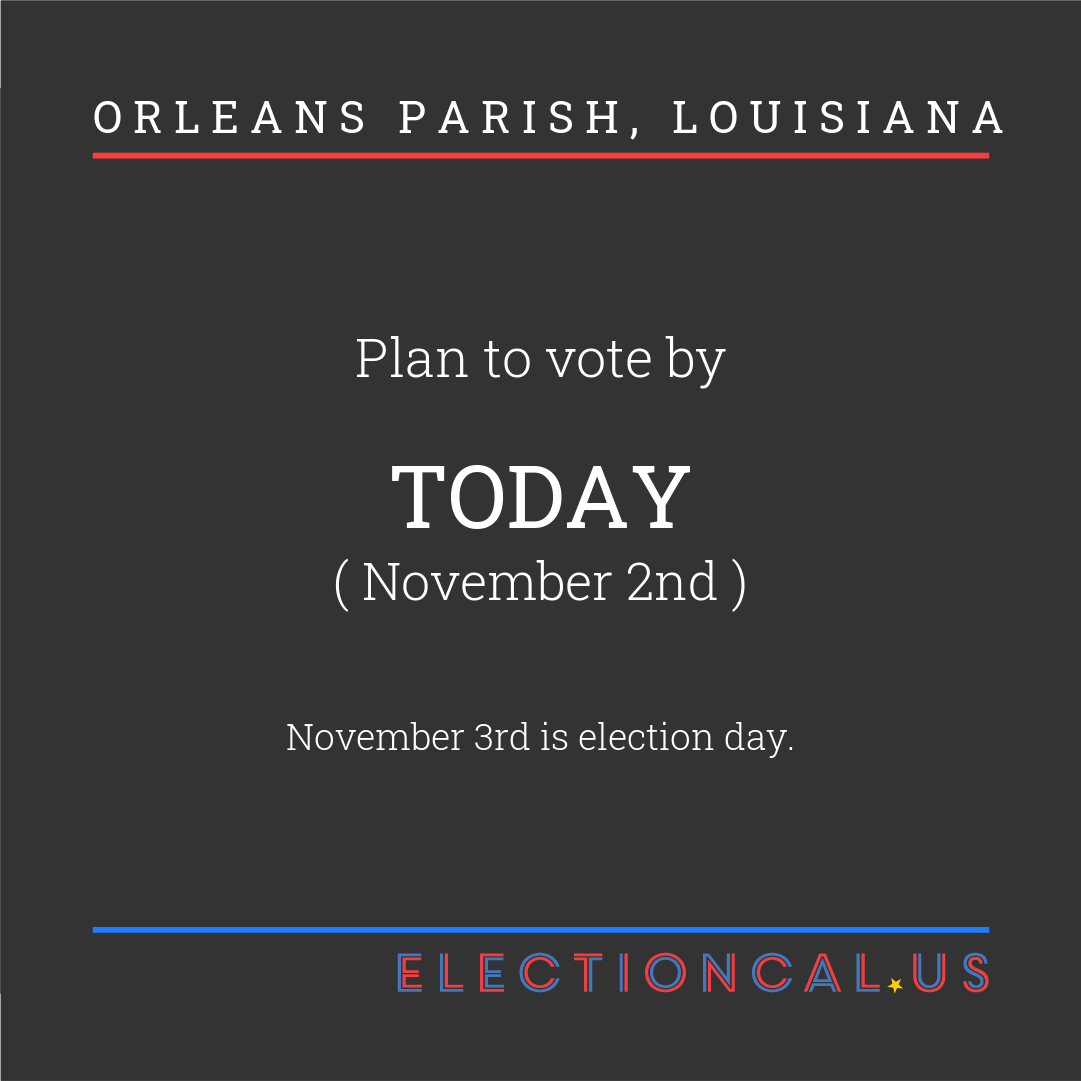 ORLEANS PARISH, LOUISIANA
Plan to vote by
TODAY
( November 2nd )
November 3rd is election day.
ELECTIONCAL.US